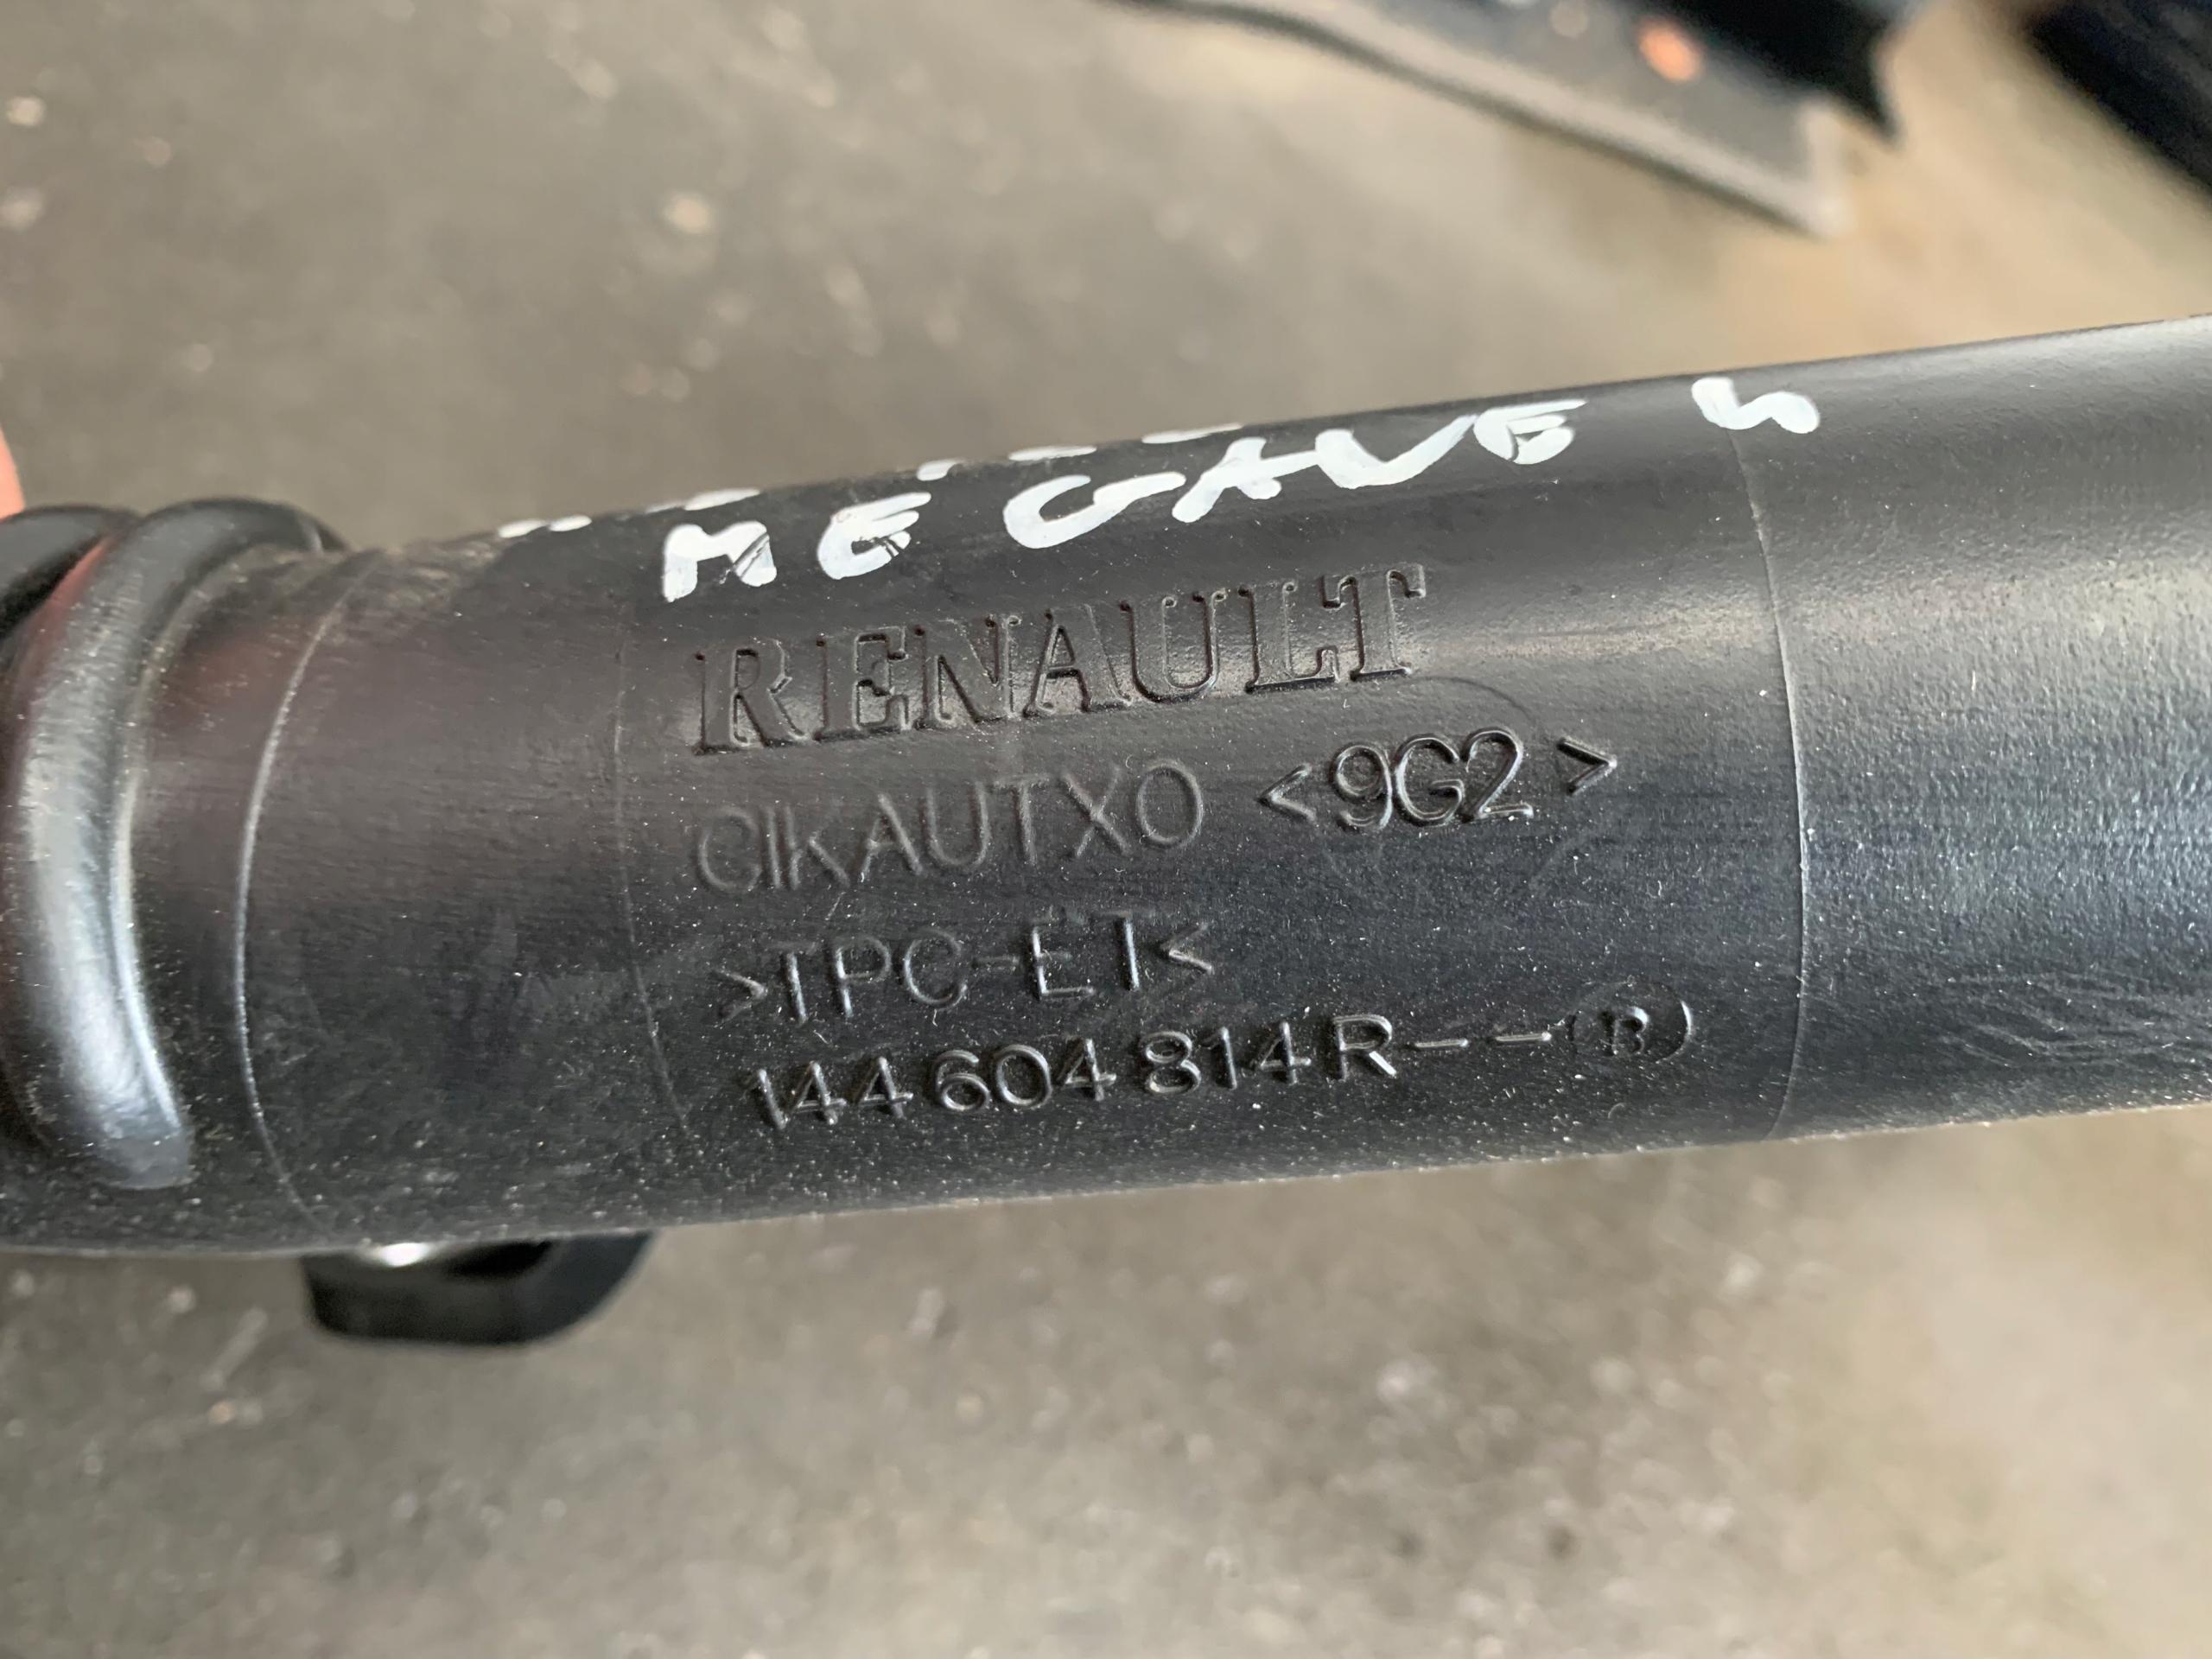 MEGANE 4
RENAULT
CIKAUTXO <9G2>
>TPC-ET<
144604814R-- B